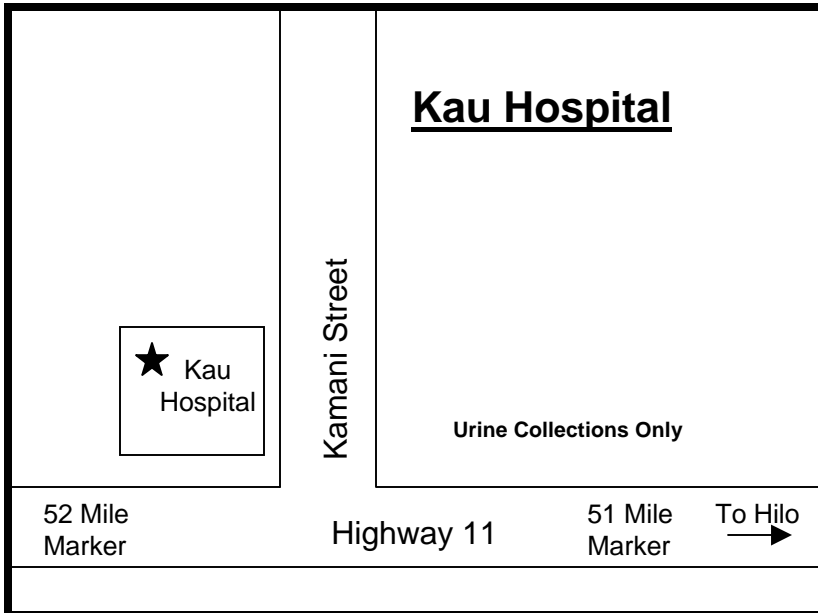 Kau Hospital
Kamani Street
Kau
Hospital
Urine Collections Only
52 Mile
Marker
Highway 11
51 Mile
Marker
To Hilo